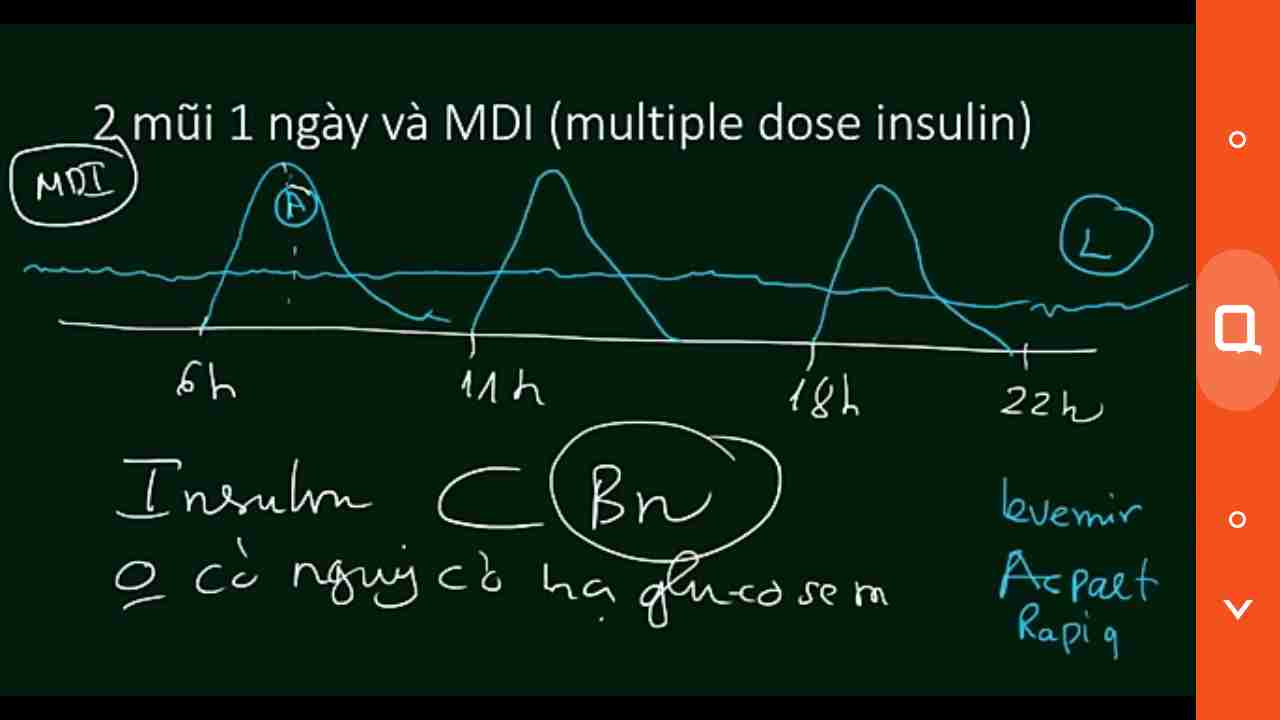 2 mũi 1 ngày và MDI (multiple dose insulin)
MDI
A
L
6h 11h 18h 22h
Insulin ⊂ Bn
O có nguy cơ hạ glucose m
levemir
Acpart
Rapiq